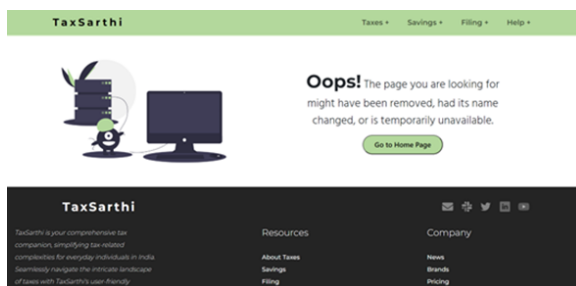 TaxSarthi
Taxes
Savings
Filing
Help
Oops! The page you are looking for
might have been removed, had its name
changed, or is temporarily unavailable.
Go to Home Page
TaxSarthi
TaxSarthi is your comprehensive tax
companion, simplifying tax-related
complexities for everyday individuals in India.
Seamlessly navigate the intricate landscape
of taxes with TaxSarthi's user-friendly
Resources
About Taxes
Savings
Filing
Company
News
Brands
Pricing